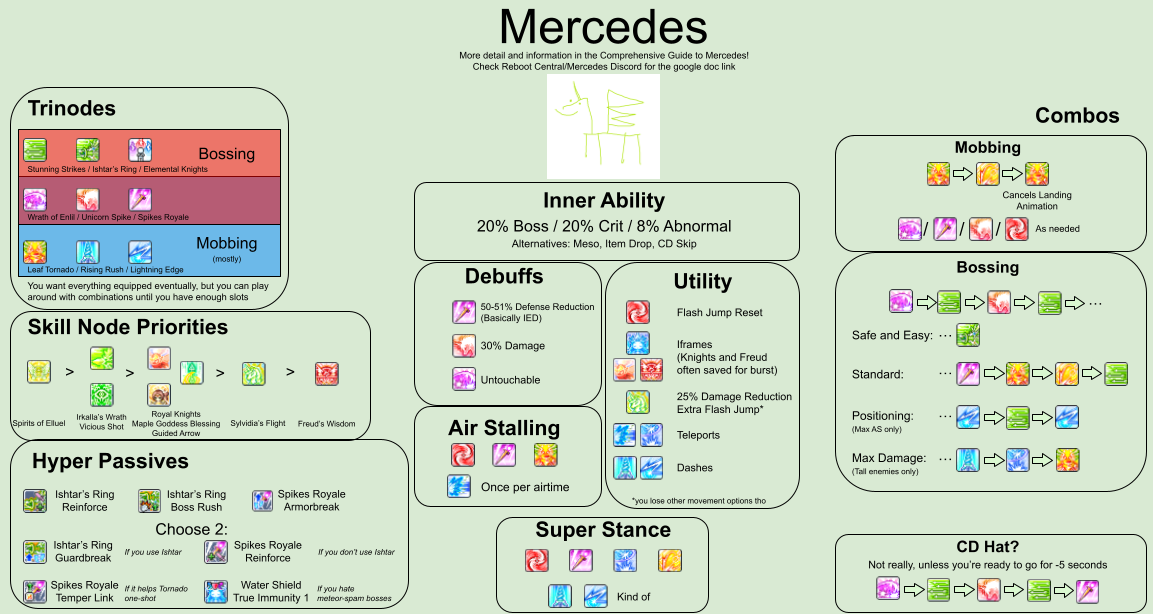 Mercedes
More detail and information in the Comprehensive Guide to Mercedes!
Check Reboot Central/Mercedes Discord for the google doc link
Trinodes
Bossing
Stunning Strikes / Ishtar's Ring / Elemental Knights
Wrath of Enlil / Unicorn Spike / Spikes Royale
Mobbing
(mostly)
Leaf Tornado / Rising Rush / Lightning Edge
You want everything equipped eventually, but you can play
around with combinations until you have enough slots
Skill Node Priorities
> > > >
Spirits of Elluel
Irkalla's Wrath
Vicious Shot
Royal Knights
Maple Goddess Blessing
Guided Arrow
Sylvidia's Flight
Freud's Wisdom
Hyper Passives
Ishtar's Ring
Reinforce
Ishtar's Ring
Boss Rush
Spikes Royale
Armorbreak
Choose 2:
Ishtar's Ring
Guardbreak
If you use Ishtar
Spikes Royale
Reinforce
If you don't use Ishtar
Spikes Royale
Temper Link
If it helps Tornado
one-shot
Water Shield
True Immunity 1
If you hate
meteor-spam bosses
Inner Ability
20% Boss / 20% Crit / 8% Abnormal
Alternatives: Meso, Item Drop, CD Skip
Debuffs
50-51% Defense Reduction
(Basically IED)
30% Damage
Untouchable
Air Stalling
Once per airtime
Utility
Flash Jump Reset
Iframes
(Knights and Freud
often saved for burst)
25% Damage Reduction
Extra Flash Jump*
Teleports
Dashes
*you lose other movement options tho
Super Stance
Kind of
Combos
Mobbing
Cancels Landing
Animation
/ / / As needed
Bossing
...
Safe and Easy: ...
Standard: ...
Positioning: ...
(Max AS only)
Max Damage: ...
(Tall enemies only)
CD Hat?
Not really, unless you're ready to go for -5 seconds